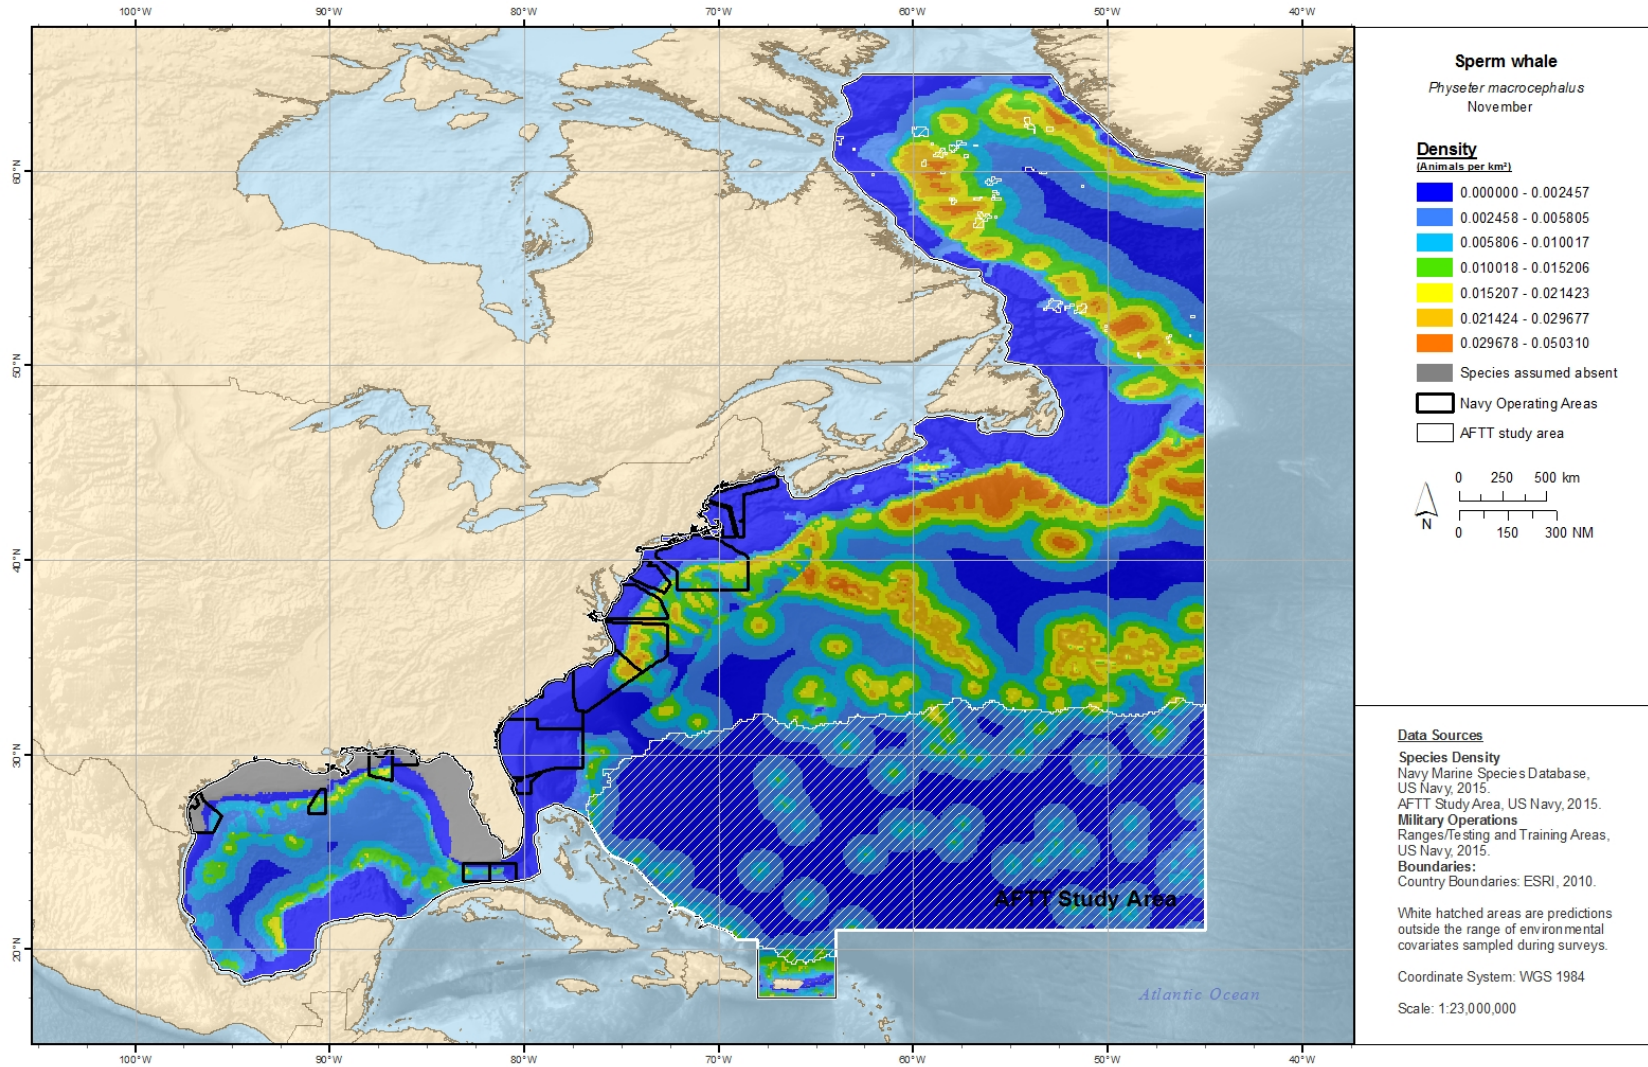 100°W 90°W 80°W 70°W 60°W 50°W 40°W
60°N
50°N
40°N
30°N
20°N
AFTT Study Area
Atlantic Ocean
100°W 90°W 80°W 70°W 60°W 50°W 40°W
Sperm whale
Physeter macrocephalus
November
Density
(Animals per km²)
0.000000 - 0.002457
0.002458 - 0.005805
0.005806 - 0.010017
0.010018 - 0.015206
0.015207 - 0.021423
0.021424 - 0.029677
0.029678 - 0.050310
Species assumed absent
Navy Operating Areas
AFTT study area
N
0 250 500 km
0 150 300 NM
Data Sources
Species Density
Navy Marine Species Database,
US Navy, 2015.
AFTT Study Area, US Navy, 2015.
Military Operations
Ranges/Testing and Training Areas,
US Navy, 2015.
Boundaries:
Country Boundaries: ESRI, 2010.
White hatched areas are predictions
outside the range of environmental
covariates sampled during surveys.
Coordinate System: WGS 1984
Scale: 1:23,000,000